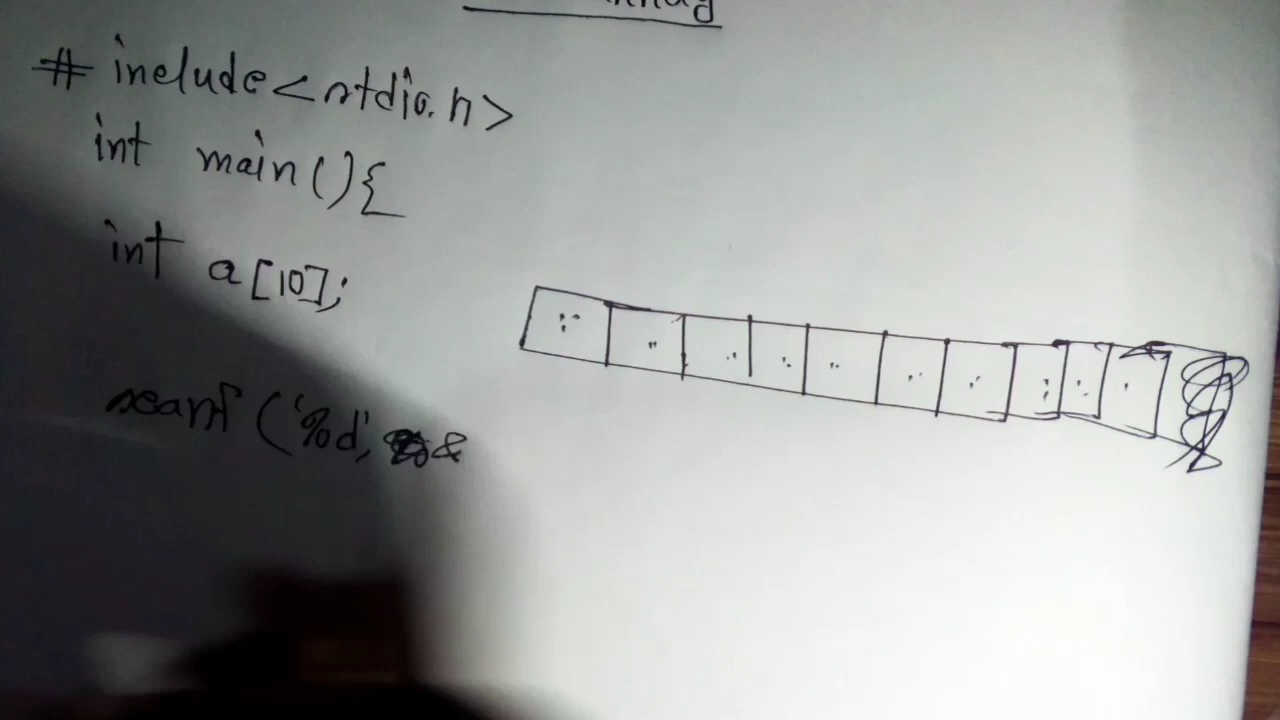 # include<stdio.h>
int main(){
int a[10];
scanf ('%d', &